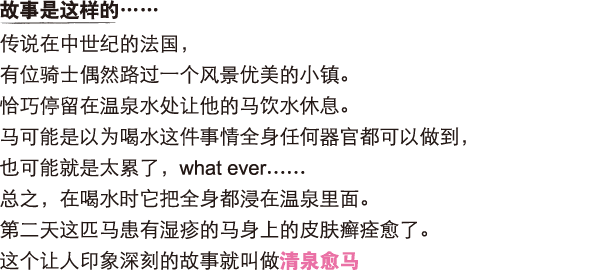 故事是这样的……
传说在中世纪的法国，
有位骑士偶然路过一个风景优美的小镇。
恰巧停留在温泉水处让他的马饮水休息。
马可能是以为喝水这件事情全身任何器官都可以做到，
也可能就是太累了，what ever……
总之，在喝水时它把全身都浸在温泉里面。
第二天这匹马患有湿疹的马身上的皮肤癣痊愈了。
这个让人印象深刻的故事就叫做清泉愈马